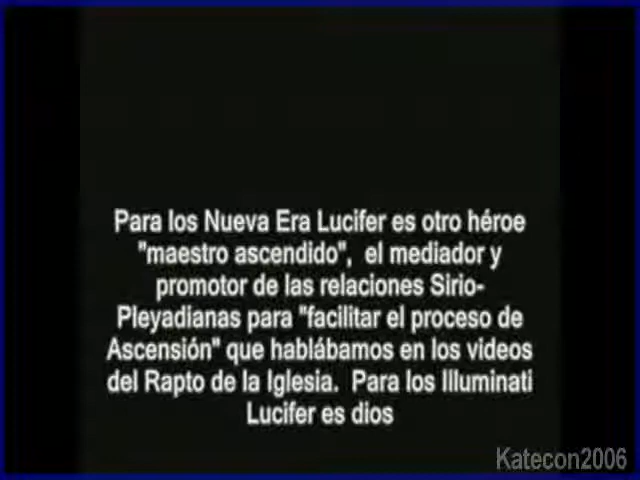 Para los Nueva Era Lucifer es otro héroe
"maestro ascendido",  el mediador y
promotor de las relaciones Sirio-
Pleyadianas para "facilitar el proceso de
Ascensión" que hablábamos en los videos
del Rapto de la Iglesia.  Para los Illuminati
Lucifer es dios
Katecon2006